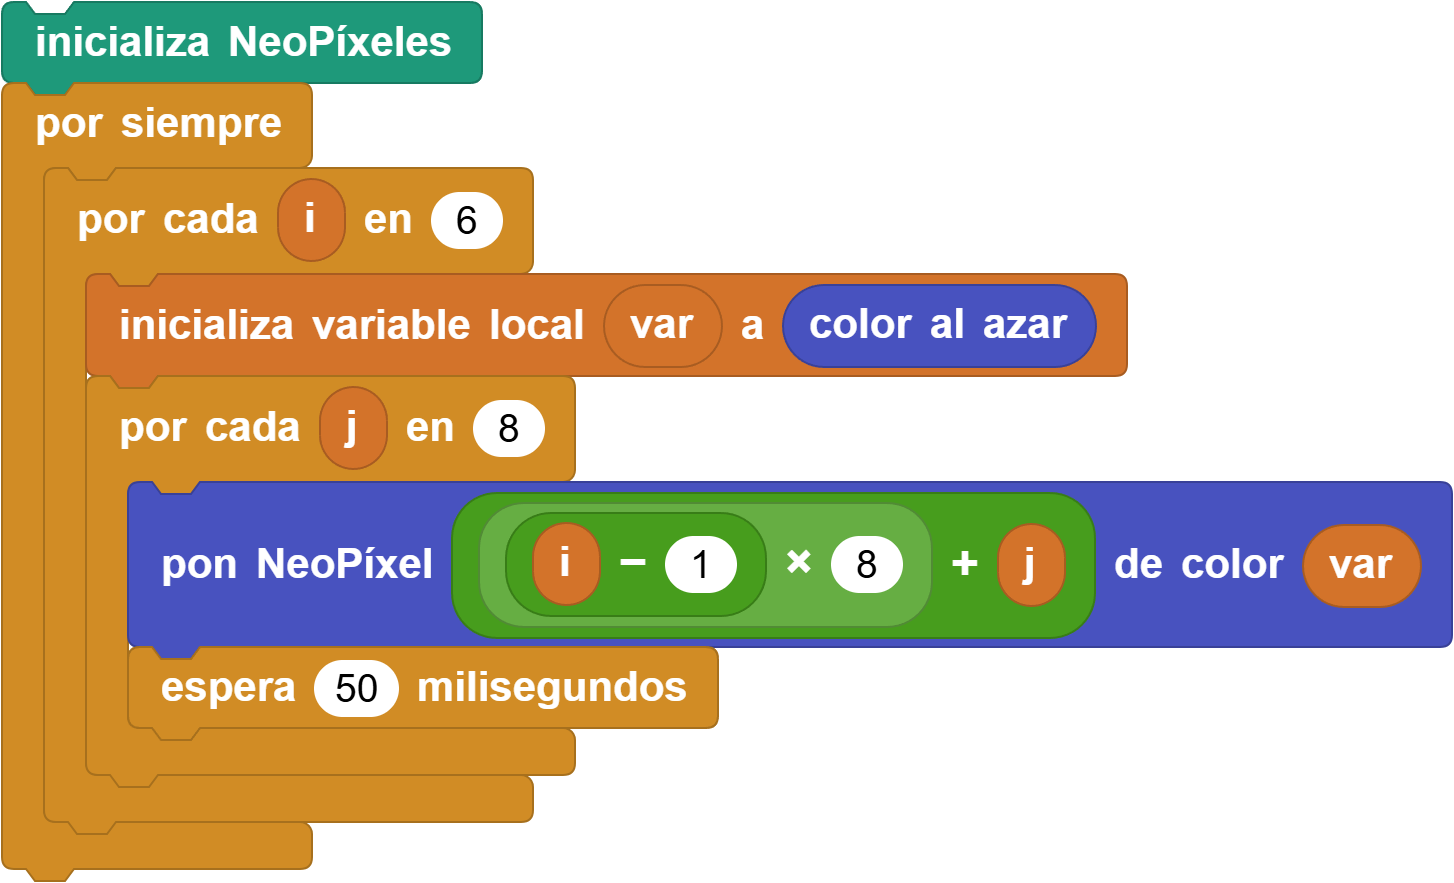 inicializa NeoPíxeles
por siempre
por cada i en 6
inicializa variable local var a color al azar
por cada j en 8
pon NeoPíxel i − 1 × 8 + j de color var
espera 50 milisegundos